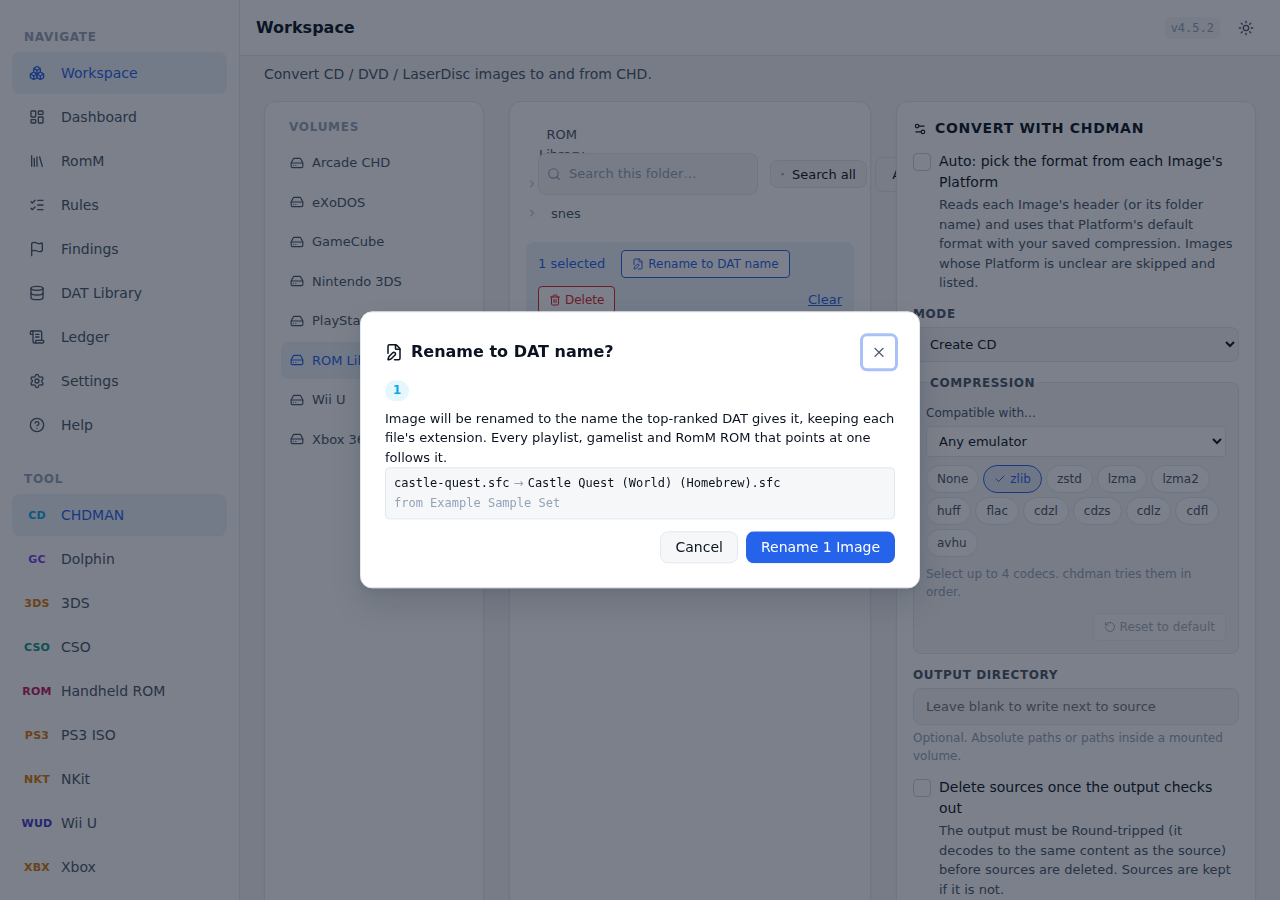 NAVIGATE
Workspace
Dashboard
RomM
Rules
Findings
DAT Library
Ledger
Settings
Help
TOOL
CD CHDMAN
GC Dolphin
3DS 3DS
CSO CSO
ROM Handheld ROM
PS3 PS3 ISO
NKT NKit
WUD Wii U
XBX Xbox
Workspace
v4.5.2
Convert CD / DVD / LaserDisc images to and from CHD.
VOLUMES
Arcade CHD
eXoDOS
GameCube
Nintendo 3DS
PlaySta
ROM Li
Wii U
Xbox 36
ROM
Library
Search this folder…
Search all
A
snes
1 selected
Rename to DAT name
Delete
Clear
Rename to DAT name?
1
Image will be renamed to the name the top-ranked DAT gives it, keeping each
file's extension. Every playlist, gamelist and RomM ROM that points at one
follows it.
castle-quest.sfc → Castle Quest (World) (Homebrew).sfc
from Example Sample Set
Cancel
Rename 1 Image
CONVERT WITH CHDMAN
Auto: pick the format from each Image's
Platform
Reads each Image's header (or its folder
name) and uses that Platform's default
format with your saved compression. Images
whose Platform is unclear are skipped and
listed.
MODE
Create CD
COMPRESSION
Compatible with…
Any emulator
None zlib zstd lzma lzma2
huff flac cdzl cdzs cdlz cdfl
avhu
Select up to 4 codecs. chdman tries them in
order.
Reset to default
OUTPUT DIRECTORY
Leave blank to write next to source
Optional. Absolute paths or paths inside a mounted
volume.
Delete sources once the output checks
out
The output must be Round-tripped (it
decodes to the same content as the source)
before sources are deleted. Sources are kept
if it is not.